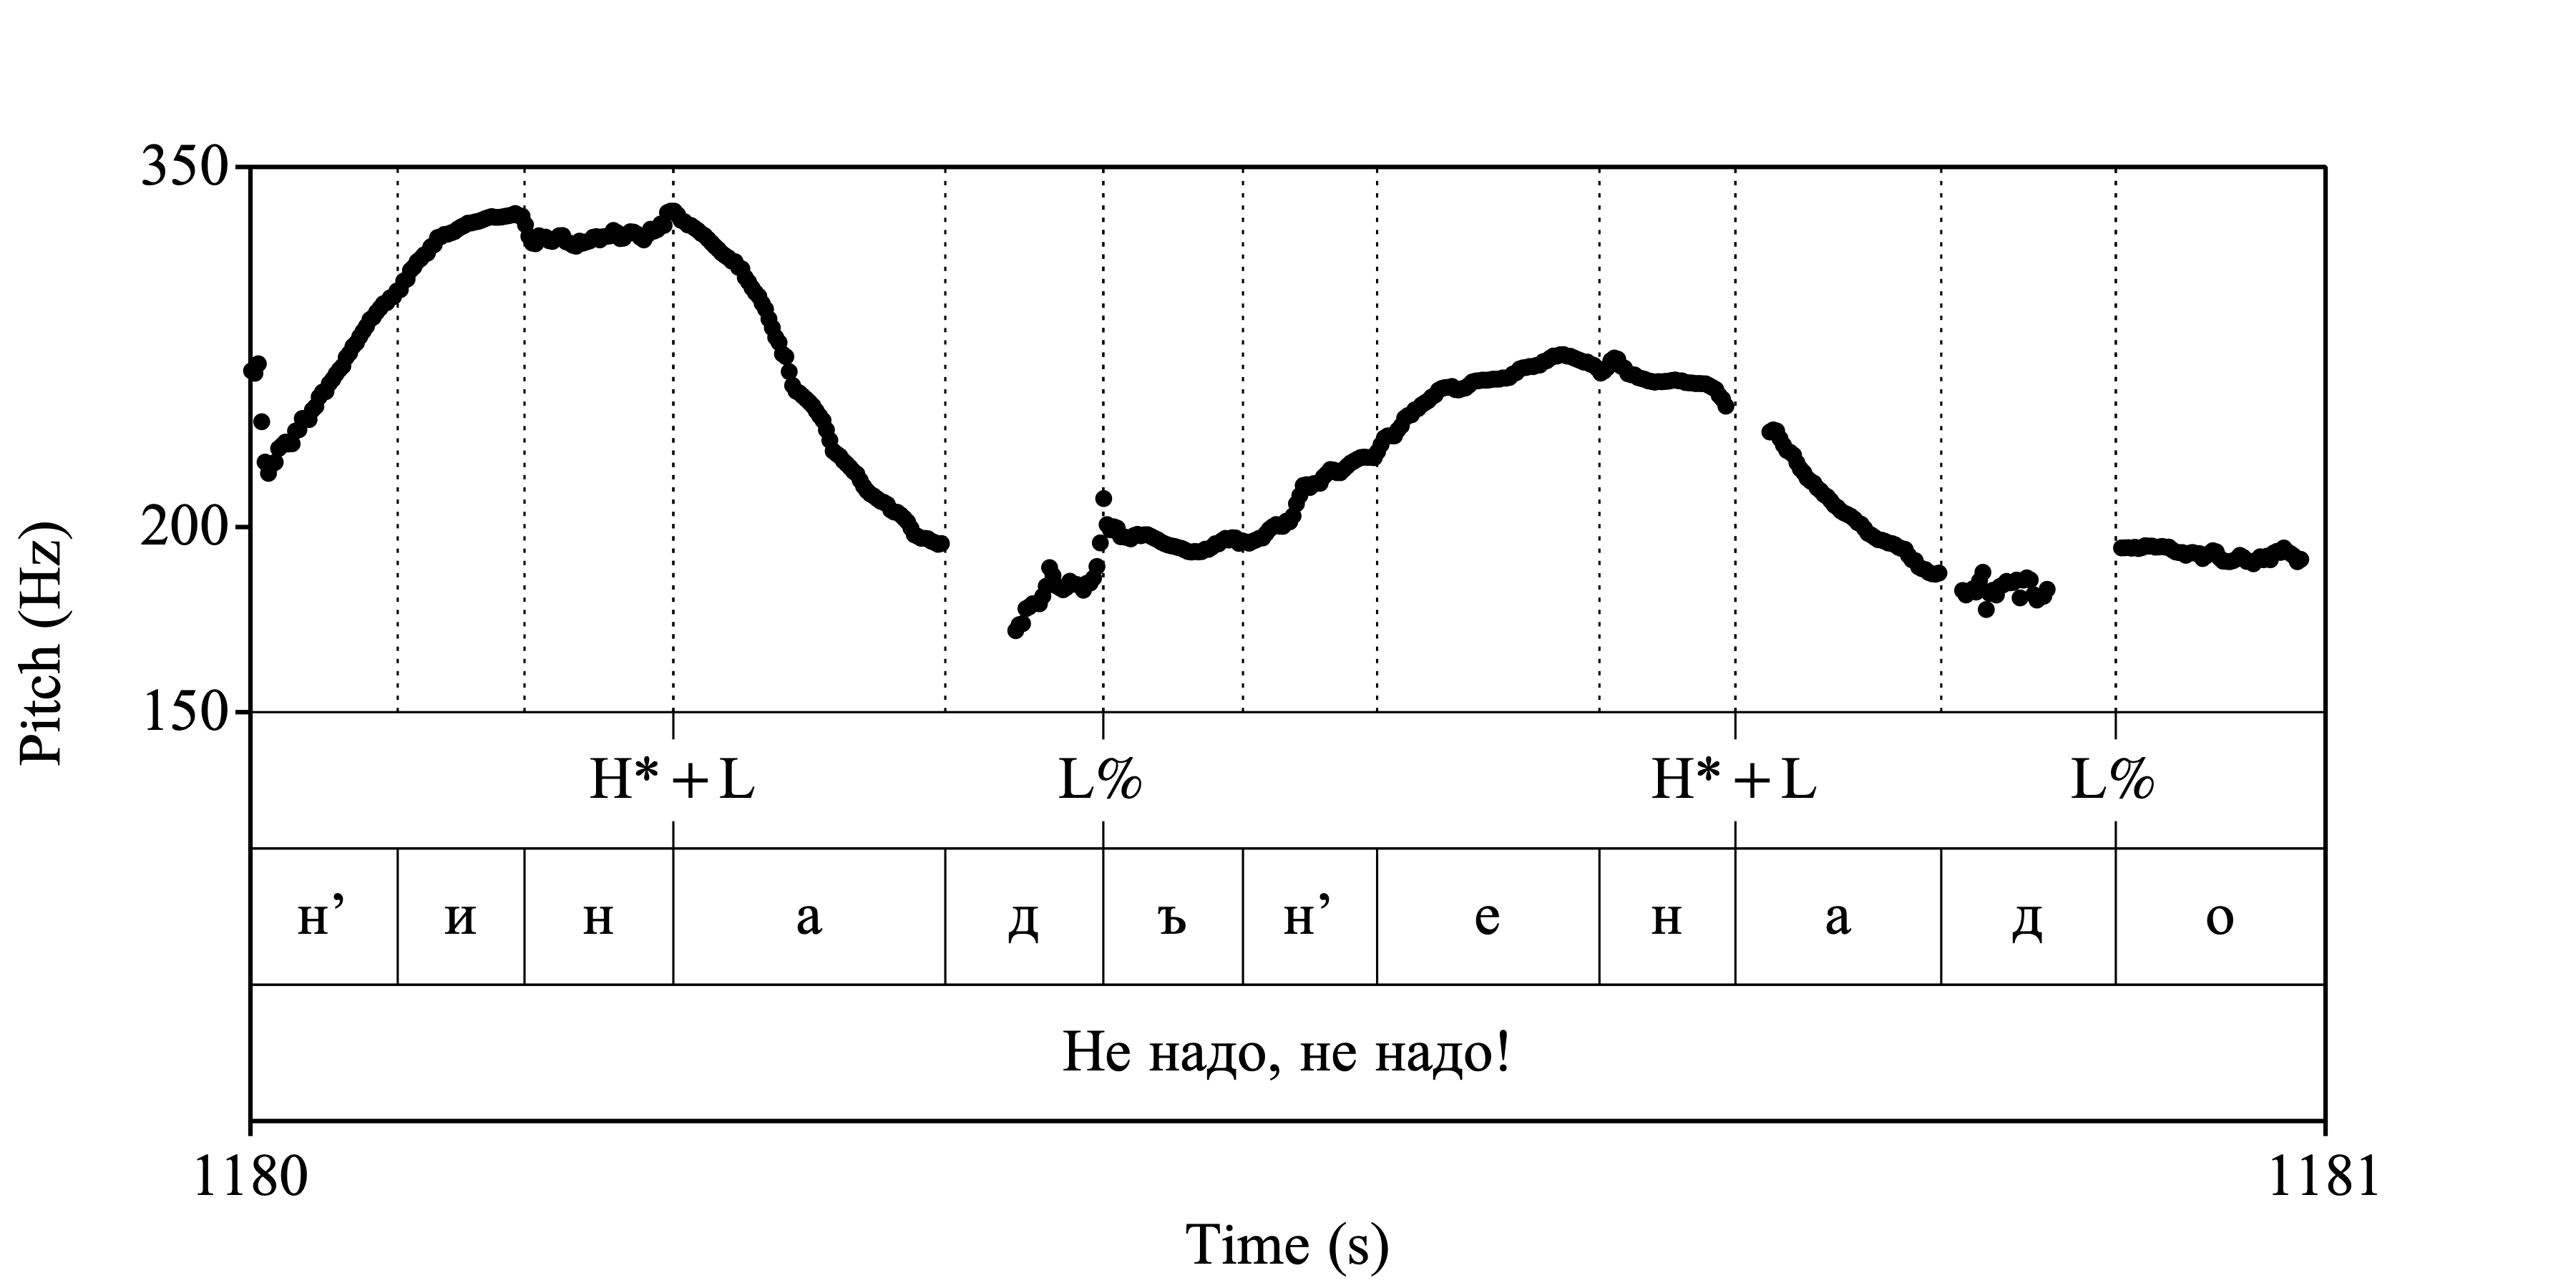 350
200
150
Pitch (Hz)
H* + L L% H* + L L%
н’ и н а д ъ н’ е н а д о
Не надо, не надо!
1180 1181
Time (s)